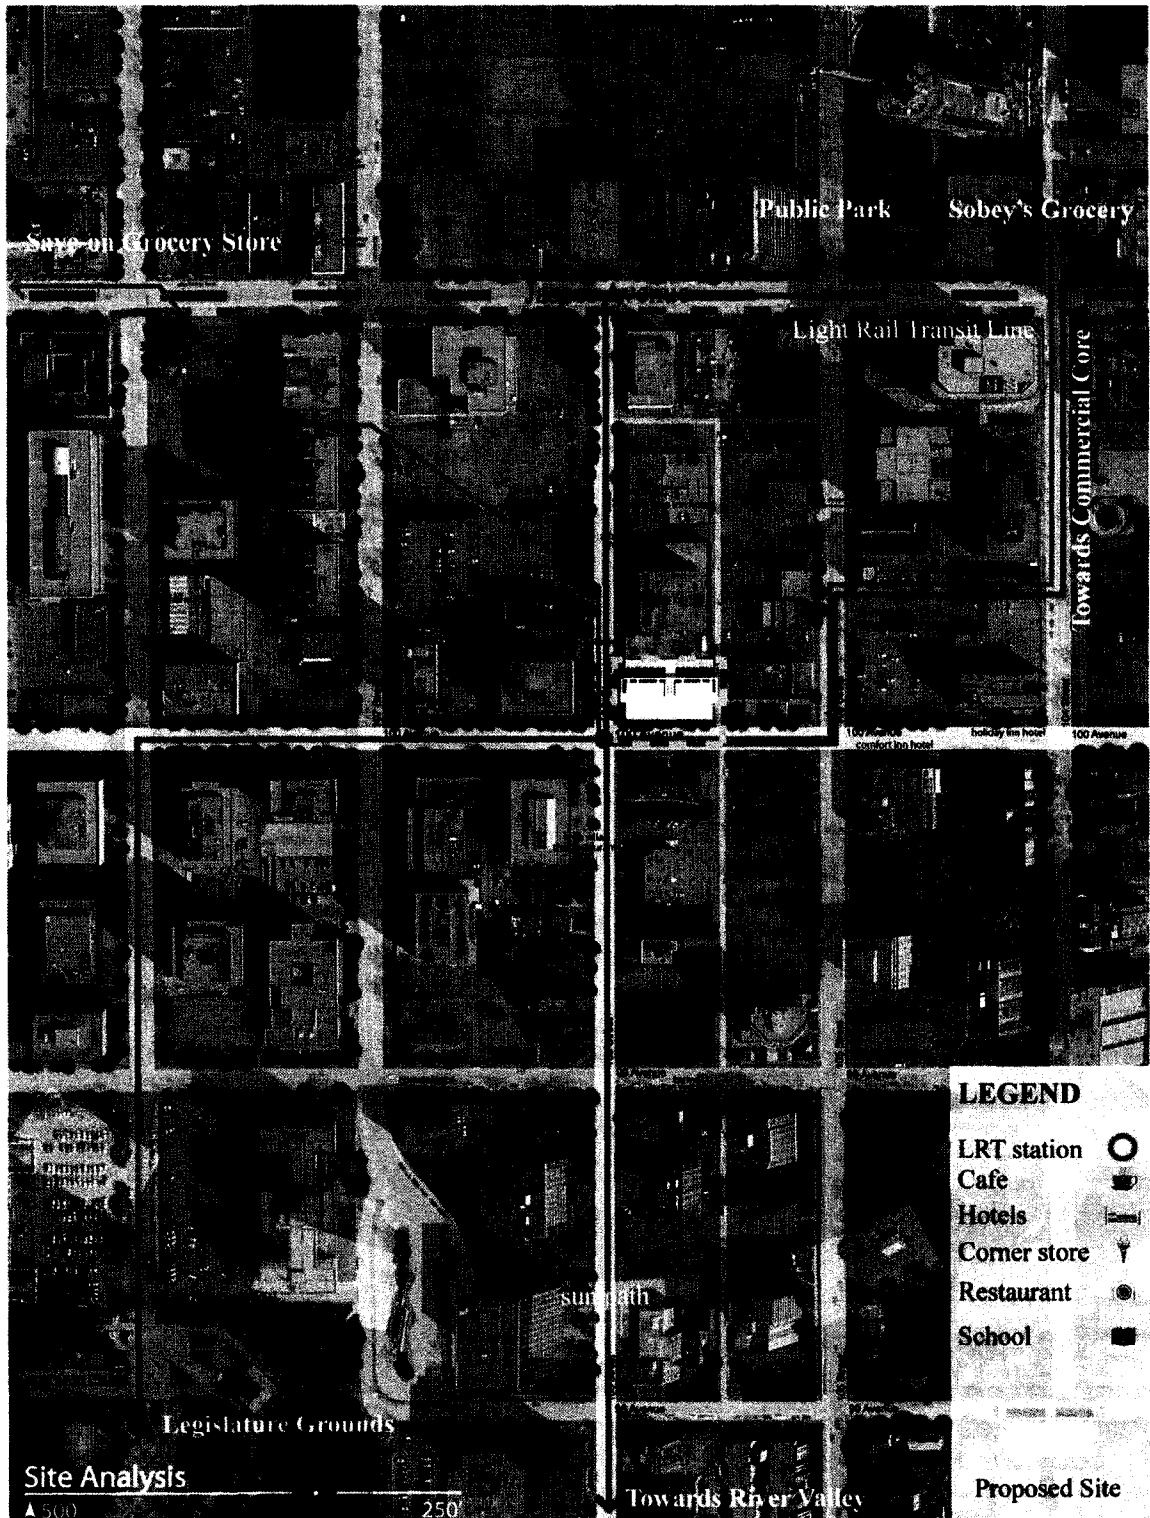 Public Park
Sobey's Grocery
Save-on Grocery Store
Light Rail Transit Line
Towards Commercial Core
100 Avenue
comfort Inn hotel
holiday Inn hotel
100 Avenue
LEGEND
LRT station
Cafe
Hotels
Corner store
Restaurant
School
sun path
Legislature Grounds
Site Analysis
500
250
Towards River Valley
Proposed Site